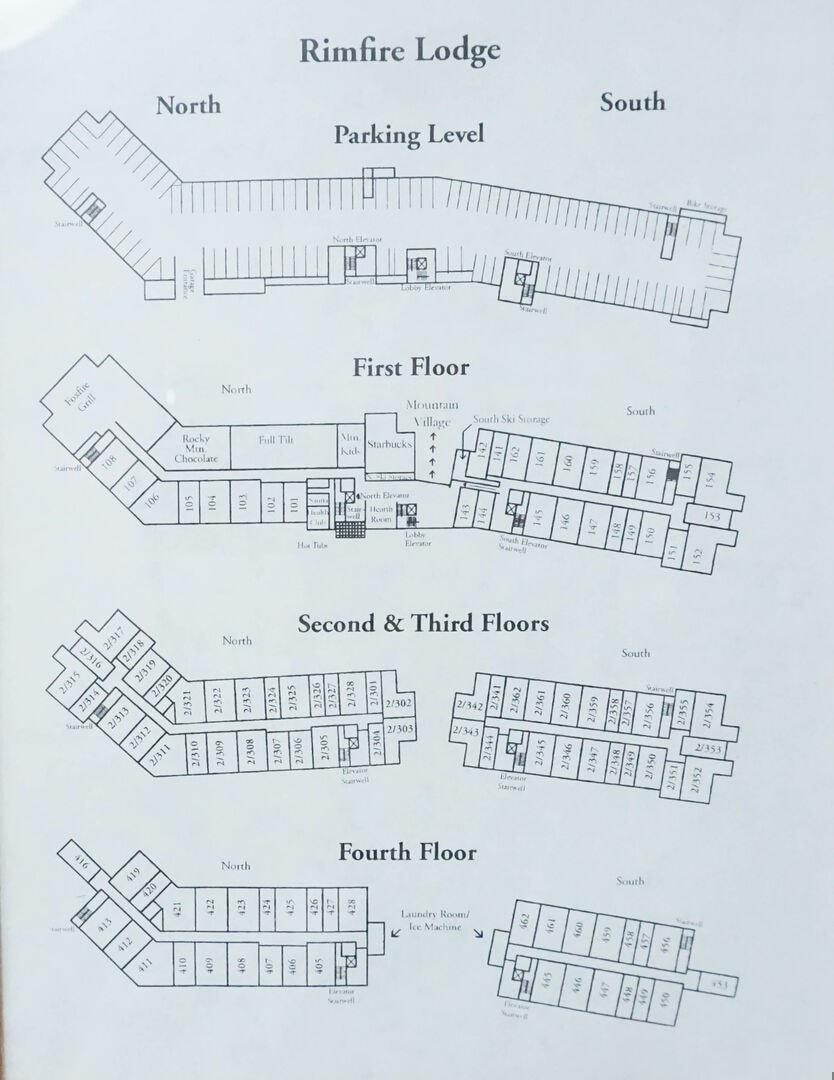 Rimfire Lodge
North
South
Parking Level
Stairwell
Bike Storage
Stairwell
North Elevator
South Elevator
Garage
Entrance
Stairwell
Lobby Elevator
Stairwell
First Floor
North
Mountain
Village
South
Foxfire
Grill
South Ski Storage
Rocky
Mtn.
Chocolate
Full Tilt
Mtn.
Kids
Starbucks
N. Ski Storage
Stairwell
142
141
162
161
160
159
158
157
156
155
154
Stairwell
108
107
106
105
104
103
102
101
Sauna
Health
Club
Stair-
well
North Elevator
Hearth
Room
143
144
145
146
147
148
149
150
151
152
153
Hot Tubs
Lobby
Elevator
South Elevator
Stairwell
Second & Third Floors
North
South
2/317
2/318
2/316
2/319
2/315
2/320
2/314
2/313
2/312
2/311
Stairwell
2/321
2/322
2/323
2/324
2/325
2/326
2/327
2/328
2/301
2/302
2/310
2/309
2/308
2/307
2/306
2/305
2/304
2/303
Elevator
Stairwell
2/342
2/341
2/362
2/361
2/360
2/359
2/358
2/357
2/356
Stairwell
2/355
2/354
2/343
2/344
2/345
2/346
2/347
2/348
2/349
2/350
2/351
2/352
2/353
Elevator
Stairwell
Fourth Floor
North
South
416
419
420
421
422
423
424
425
426
427
428
413
412
411
410
409
408
407
406
405
Elevator
Stairwell
Laundry Room/
Ice Machine
462
461
460
459
458
457
456
Stairwell
445
446
447
448
449
450
453
Elevator
Stairwell